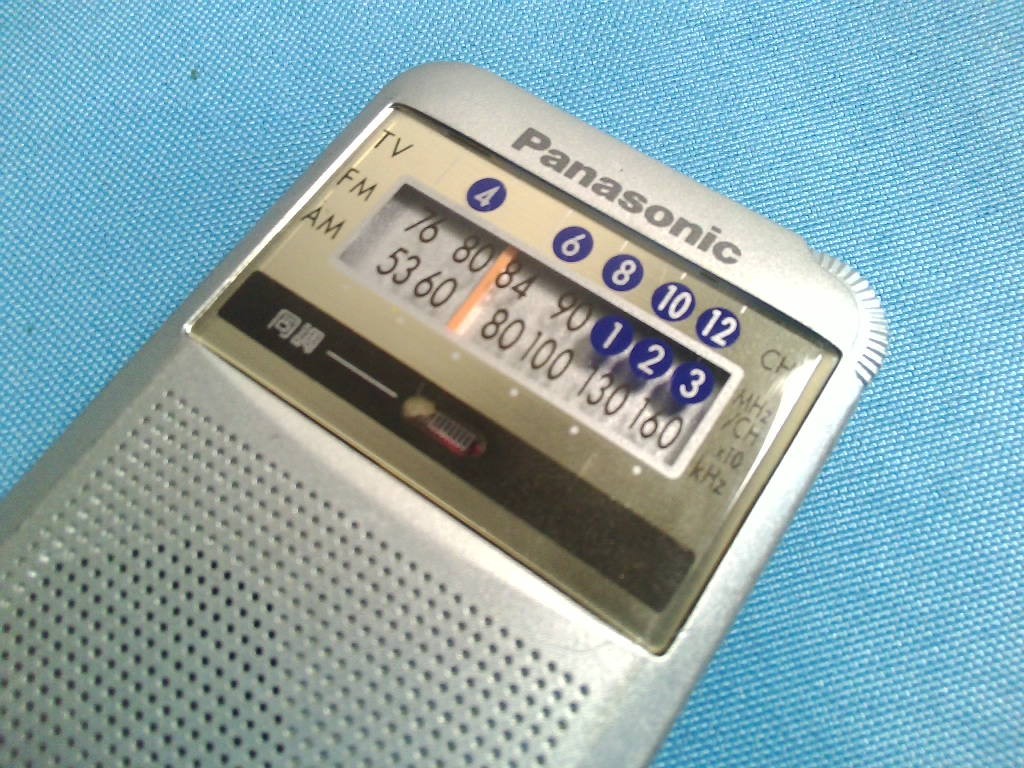 Panasonic
TV 4 6 8 10 12 CH
FM 76 80 84 90 1 2 3 MHz/CH
AM 53 60 80 100 130 160 x10 kHz
同調